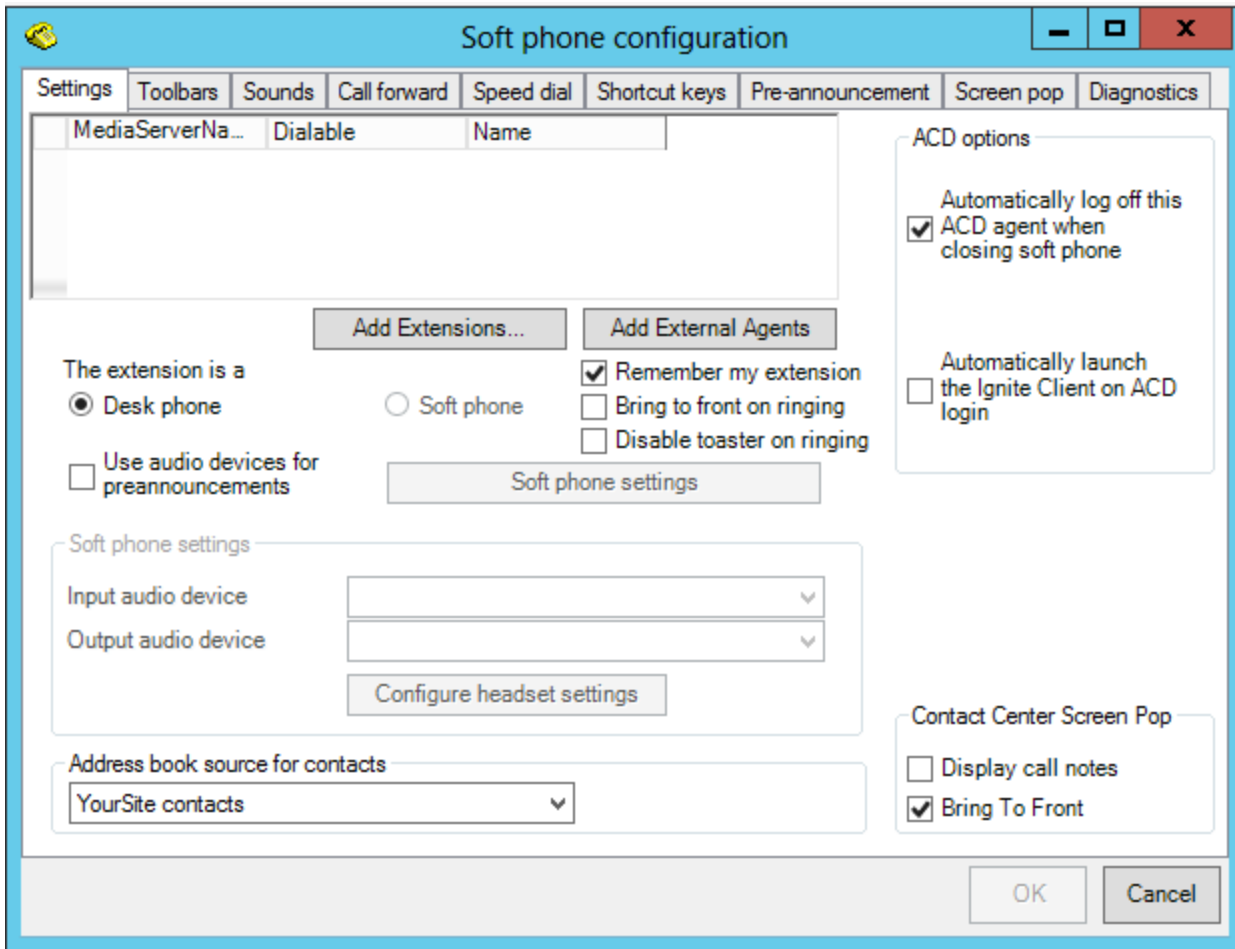 Soft phone configuration
Settings Toolbars Sounds Call forward Speed dial Shortcut keys Pre-announcement Screen pop Diagnostics
MediaServerNa... Dialable Name
ACD options
Automatically log off this
ACD agent when
closing soft phone
Add Extensions... Add External Agents
The extension is a
Remember my extension
Desk phone Soft phone
Bring to front on ringing
Disable toaster on ringing
Automatically launch
the Ignite Client on ACD
login
Use audio devices for
preannouncements
Soft phone settings
Soft phone settings
Input audio device
Output audio device
Configure headset settings
Contact Center Screen Pop
Display call notes
Bring To Front
Address book source for contacts
YourSite contacts
OK Cancel